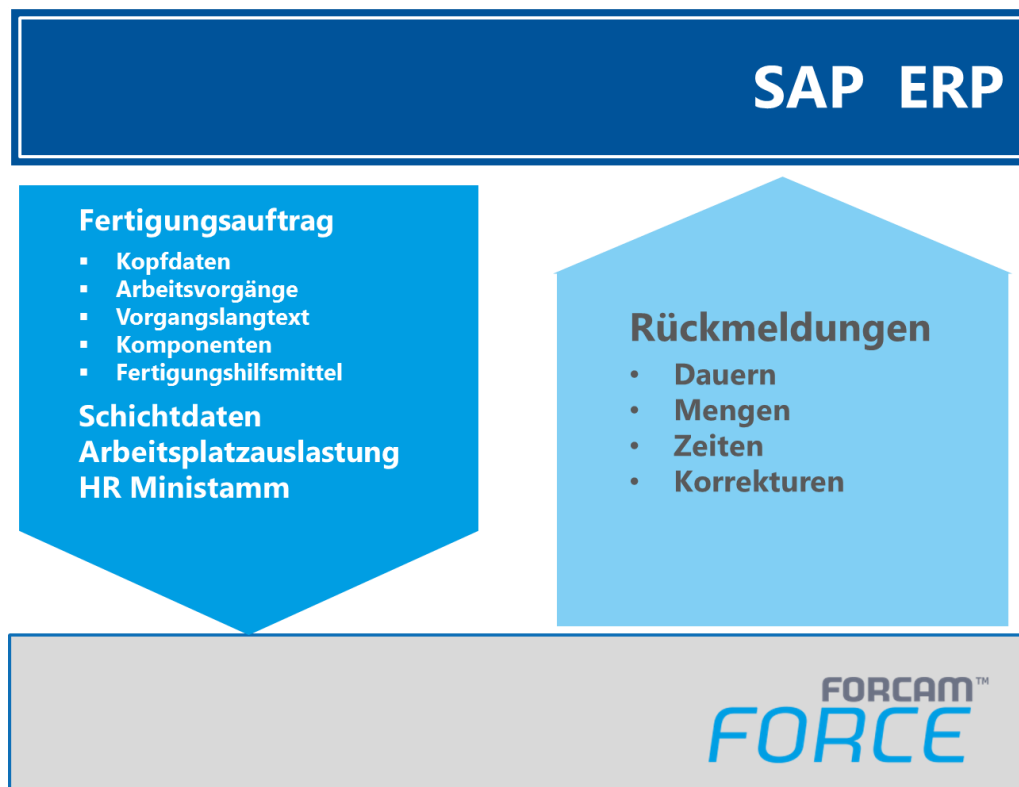 SAP ERP
Fertigungsauftrag
▪ Kopfdaten
▪ Arbeitsvorgänge
▪ Vorgangslangtext
▪ Komponenten
▪ Fertigungshilfsmittel
Schichtdaten
Arbeitsplatzauslastung
HR Ministamm
Rückmeldungen
• Dauern
• Mengen
• Zeiten
• Korrekturen
FORCAM™
FORCE